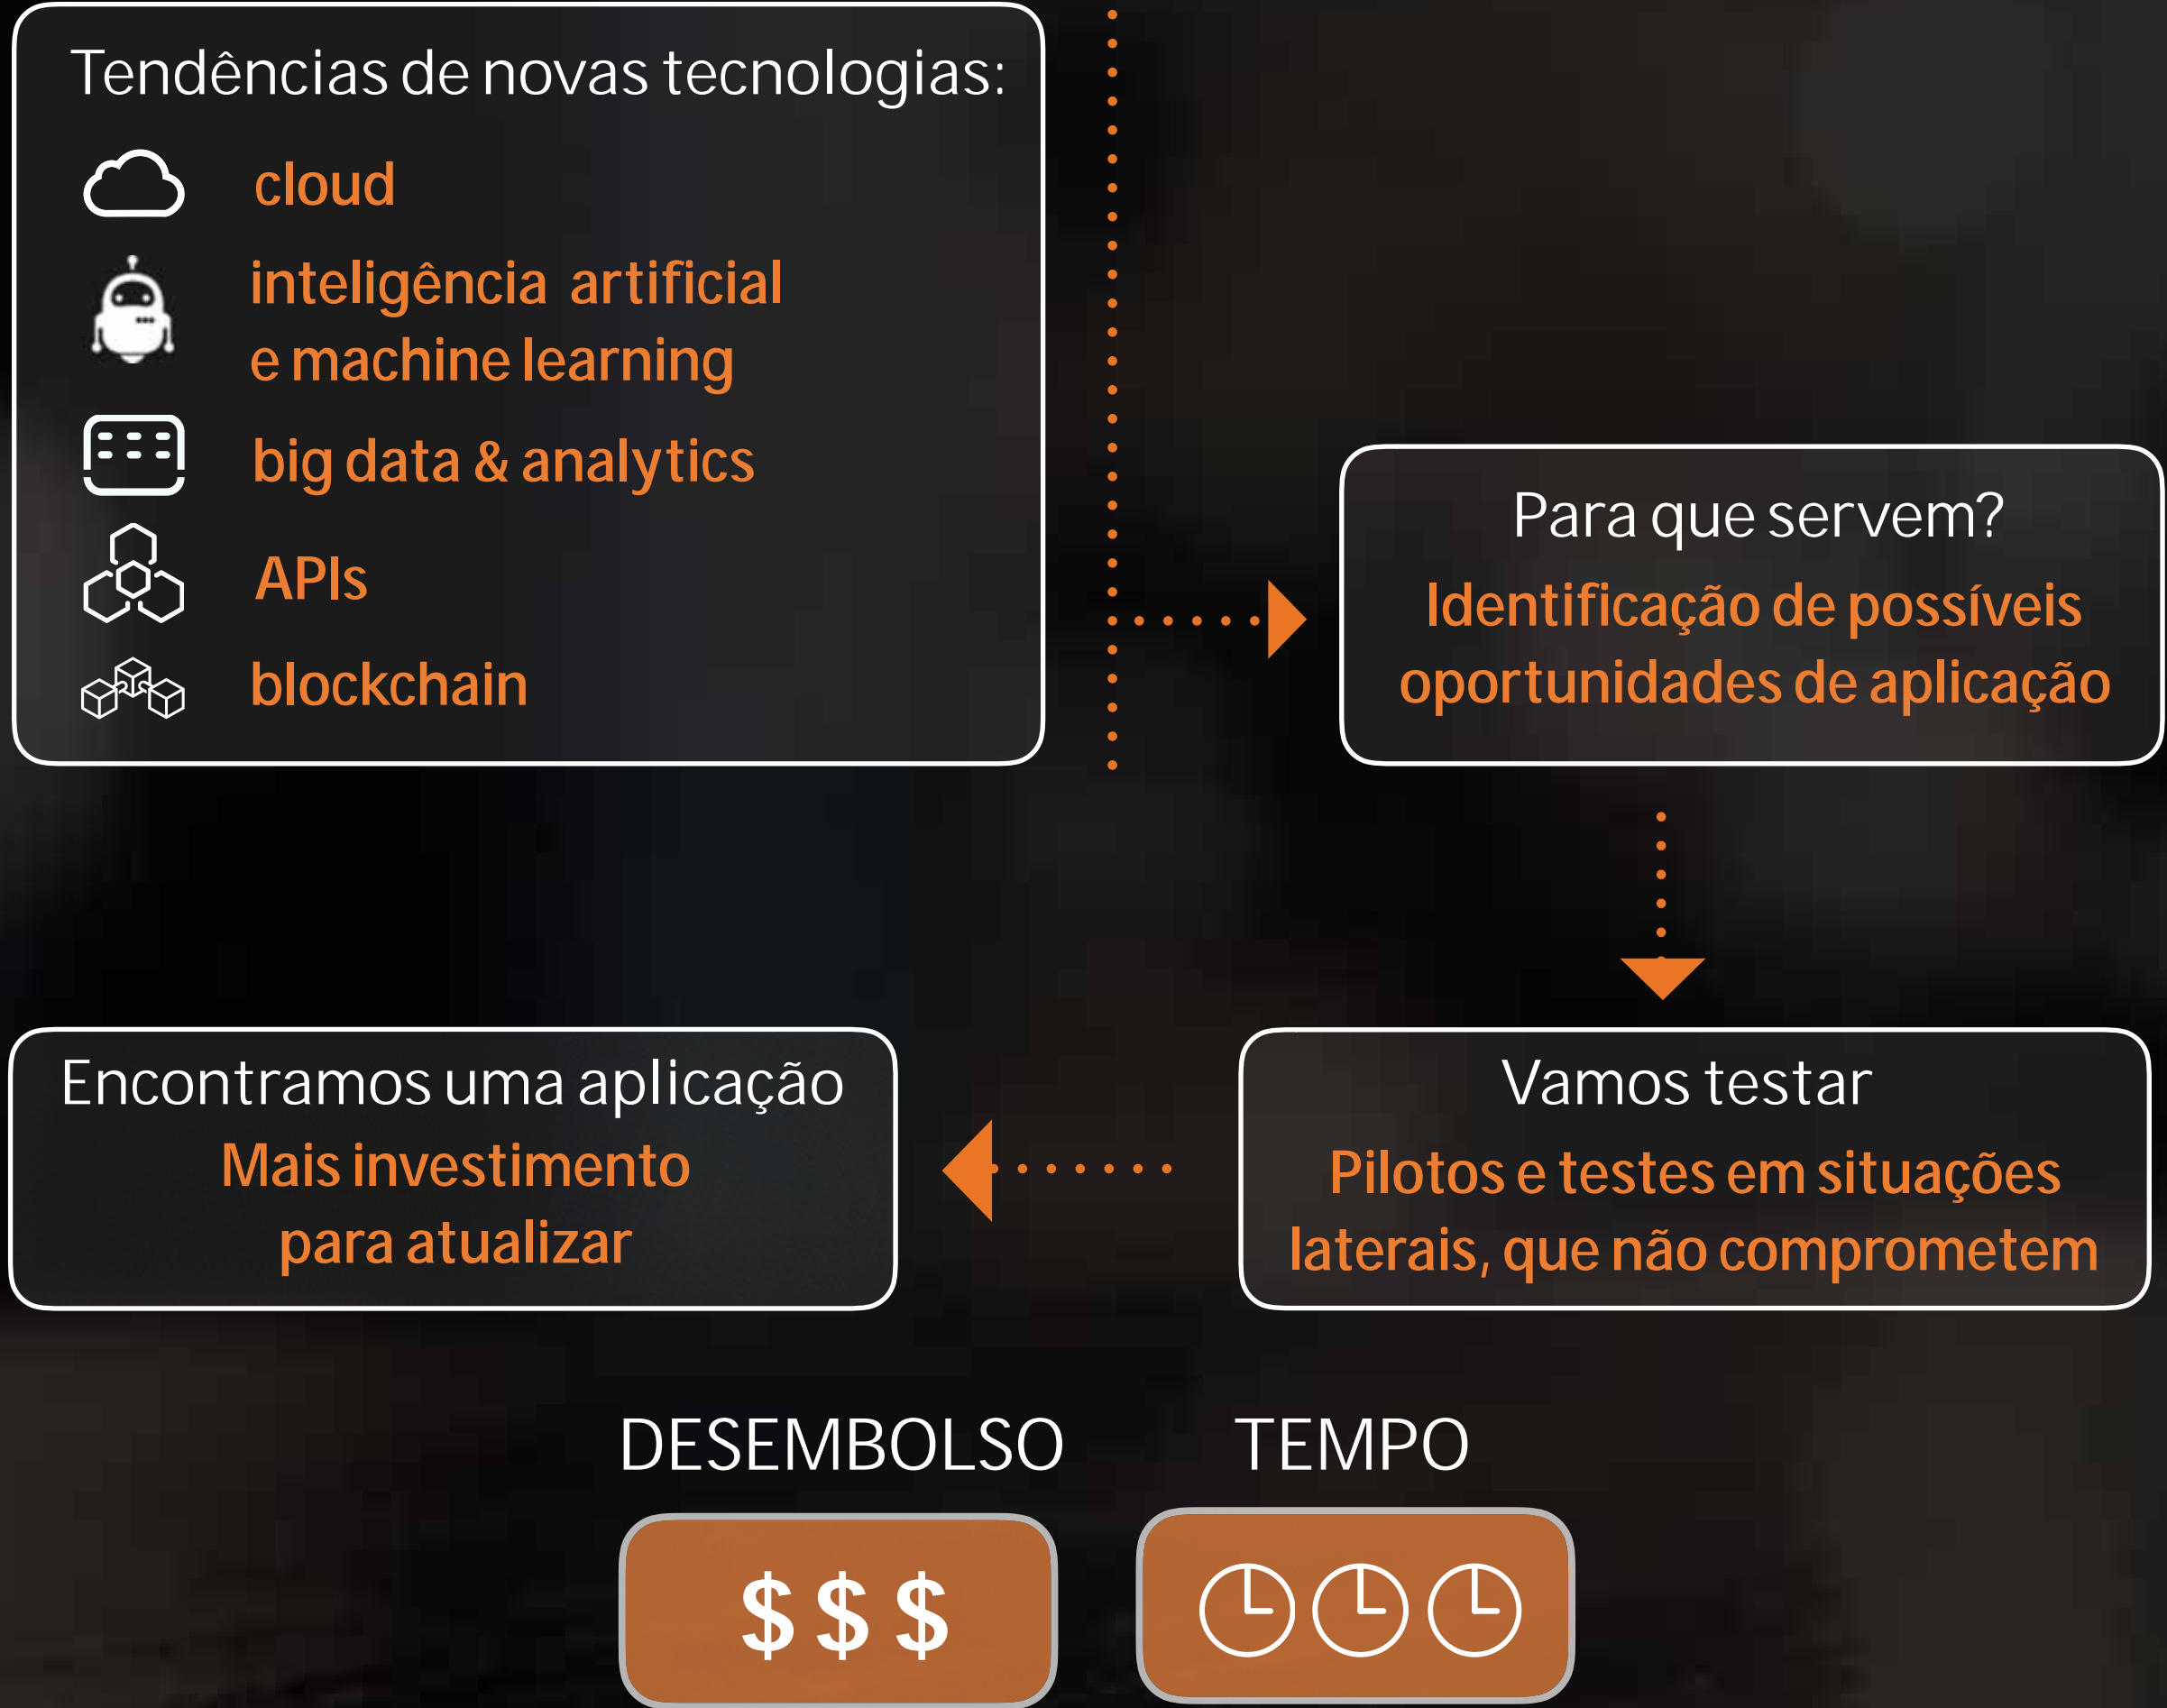 Tendências de novas tecnologias:
cloud
inteligência artificial
e machine learning
big data & analytics
APIs
blockchain
Para que servem?
Identificação de possíveis
oportunidades de aplicação
Vamos testar
Pilotos e testes em situações
laterais, que não comprometem
Encontramos uma aplicação
Mais investimento
para atualizar
DESEMBOLSO
$ $ $
TEMPO